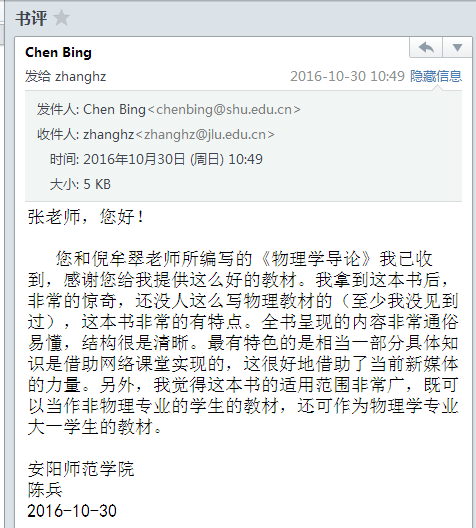 书评
Chen Bing
发给 zhangHz
2016-10-30 10:49 隐藏信息
发件人: Chen Bing<chenbing@shu.edu.cn>
收件人: zhanghz<zhanghz@jlu.edu.cn>
时间: 2016年10月30日 (周日) 10:49
大小: 5 KB
张老师，您好！
您和倪牟翠老师所编写的《物理学导论》我已收
到，感谢您给我提供这么好的教材。我拿到这本书后，
非常的惊奇，还没人这么写物理教材的（至少我没见到
过），这本书非常的有特点。全书呈现的内容非常通俗
易懂，结构很是清晰。最有特色的是相当一部分具体知
识是借助网络课堂实现的，这很好地借助了当前新媒体
的力量。另外，我觉得这本书的适用范围非常广，既可
以当作非物理专业的学生的教材，还可作为物理学专业
大一学生的教材。
安阳师范学院
陈兵
2016-10-30